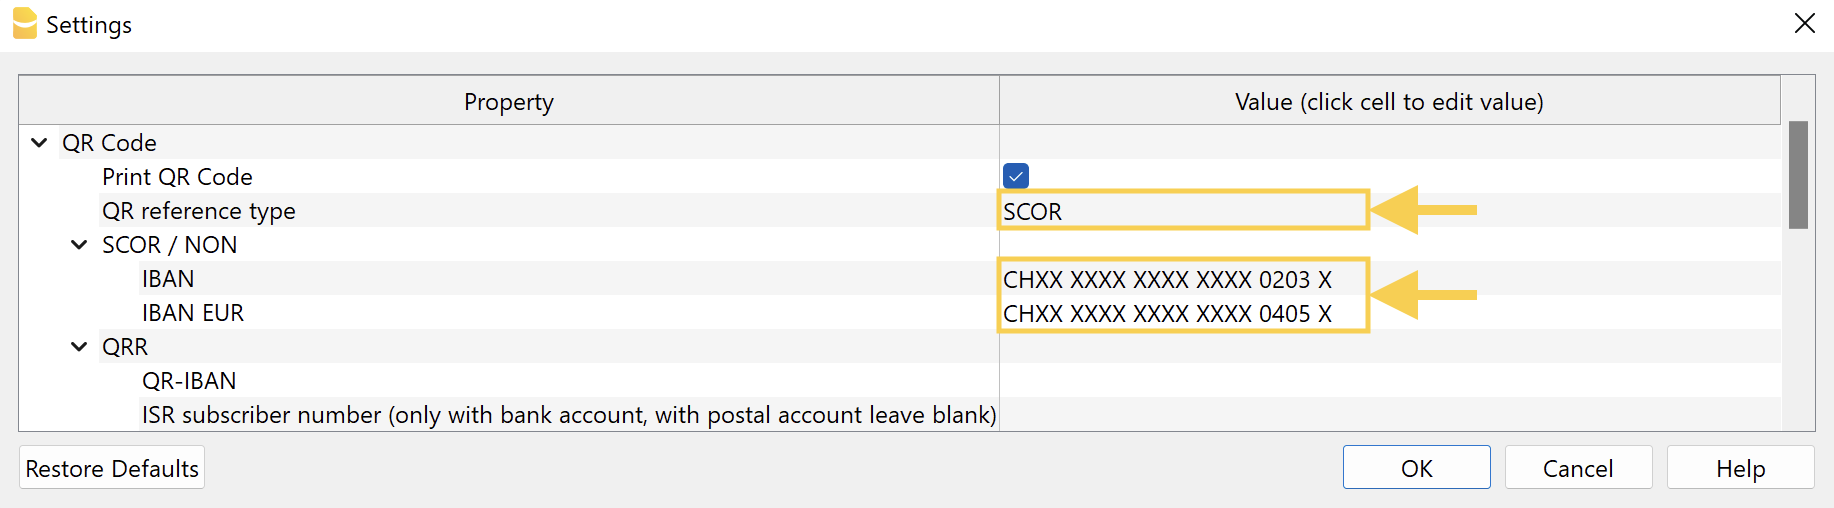 Settings
Property Value (click cell to edit value)
QR Code
Print QR Code
QR reference type SCOR
SCOR / NON
IBAN CHXX XXXX XXXX XXXX 0203 X
IBAN EUR CHXX XXXX XXXX XXXX 0405 X
QRR
QR-IBAN
ISR subscriber number (only with bank account, with postal account leave blank)
Restore Defaults OK Cancel Help